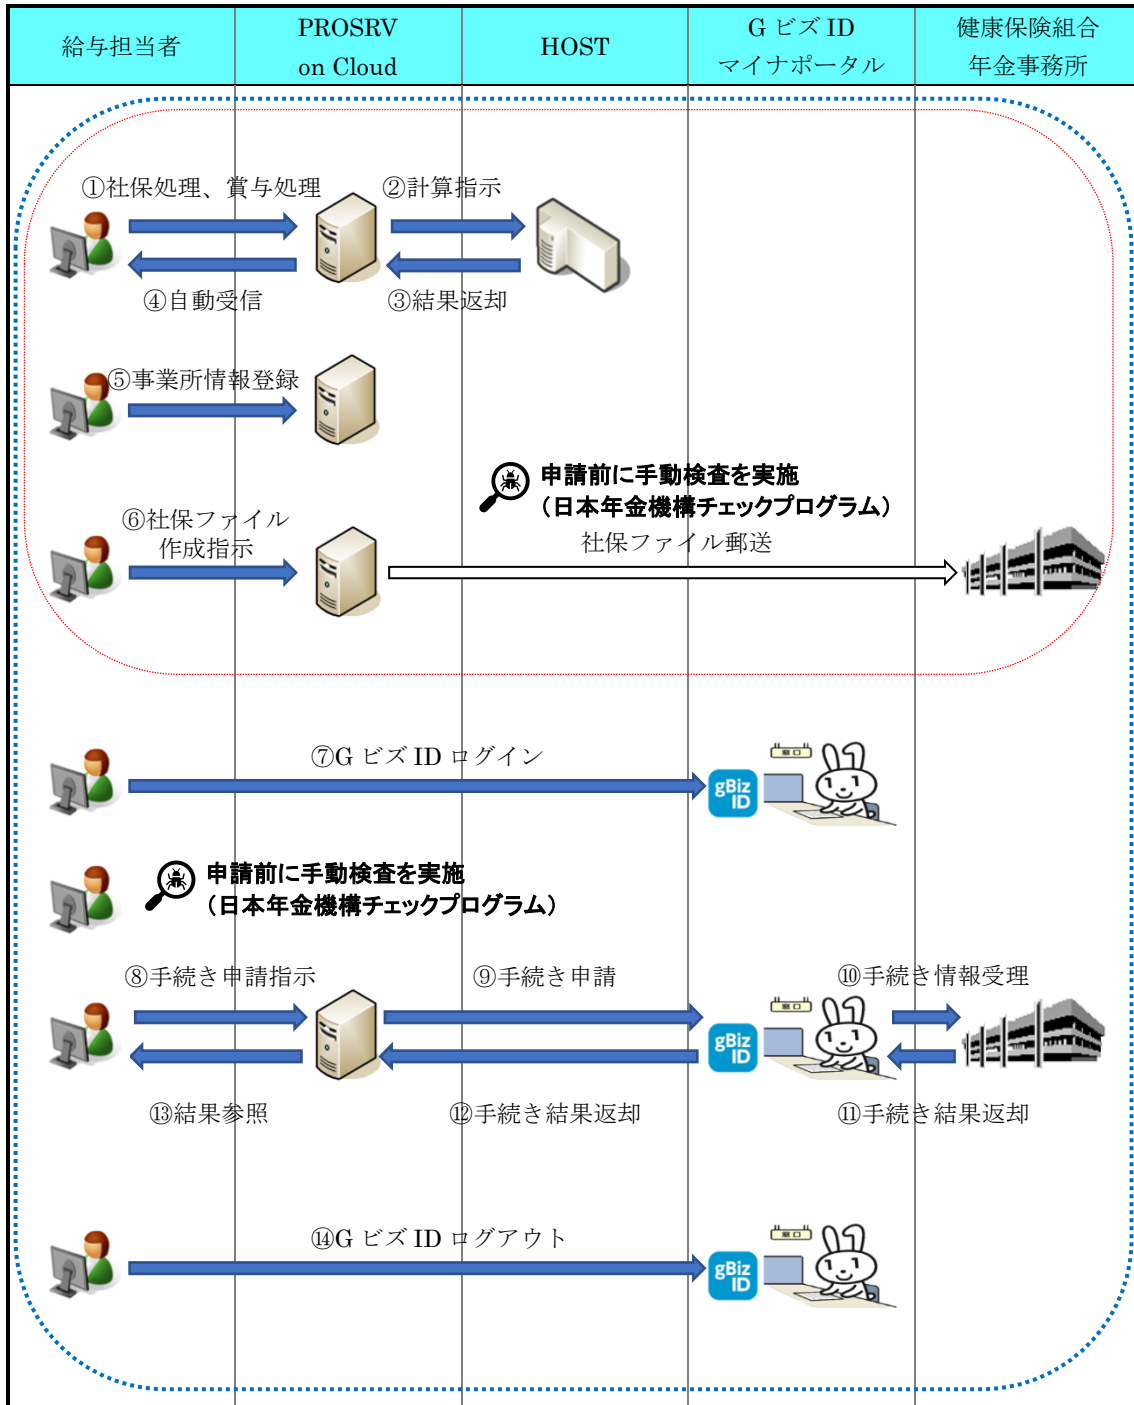 給与担当者
PROSRV
on Cloud
HOST
G ビズ ID
マイナポータル
健康保険組合
年金事務所
①社保処理、賞与処理
②計算指示
④自動受信
③結果返却
⑤事業所情報登録
申請前に手動検査を実施
（日本年金機構チェックプログラム）
⑥社保ファイル
作成指示
社保ファイル郵送
⑦G ビズ ID ログイン
窓口
gBiz
ID
申請前に手動検査を実施
（日本年金機構チェックプログラム）
⑧手続き申請指示
⑨手続き申請
⑩手続き情報受理
窓口
gBiz
ID
⑬結果参照
⑫手続き結果返却
⑪手続き結果返却
⑭G ビズ ID ログアウト
窓口
gBiz
ID